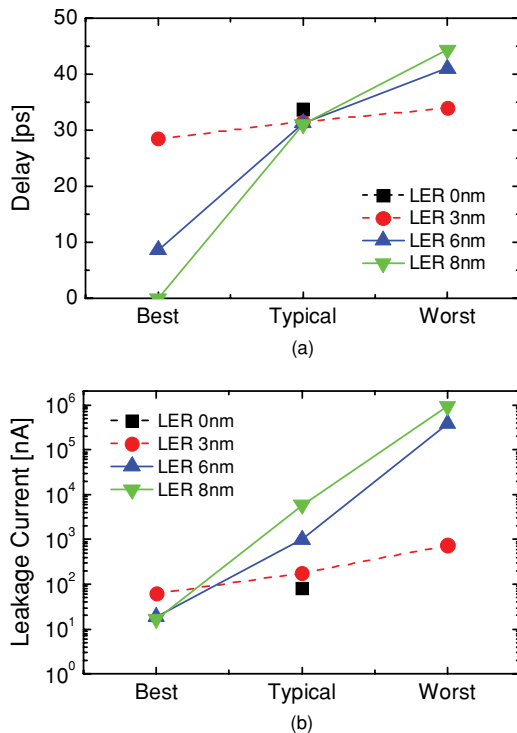 50
40
30
20
10
0
Delay [ps]
LER 0nm
LER 3nm
LER 6nm
LER 8nm
Best Typical Worst
(a)
10^6
10^5
10^4
10^3
10^2
10^1
10^0
Leakage Current [nA]
LER 0nm
LER 3nm
LER 6nm
LER 8nm
Best Typical Worst
(b)